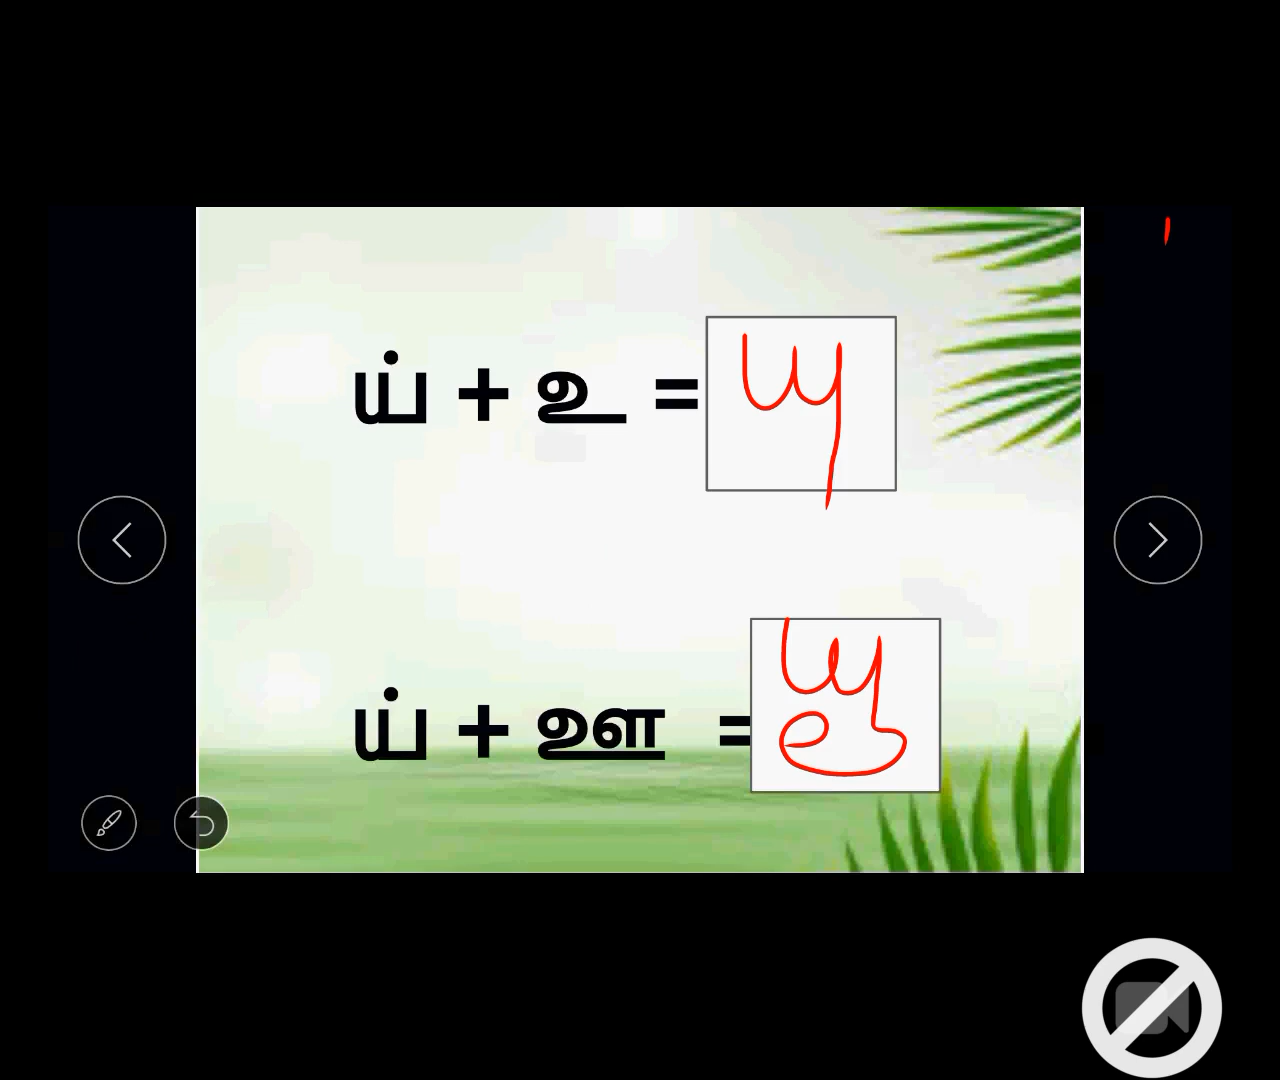 ய் + உ = யு
ய் + ஊ = யூ